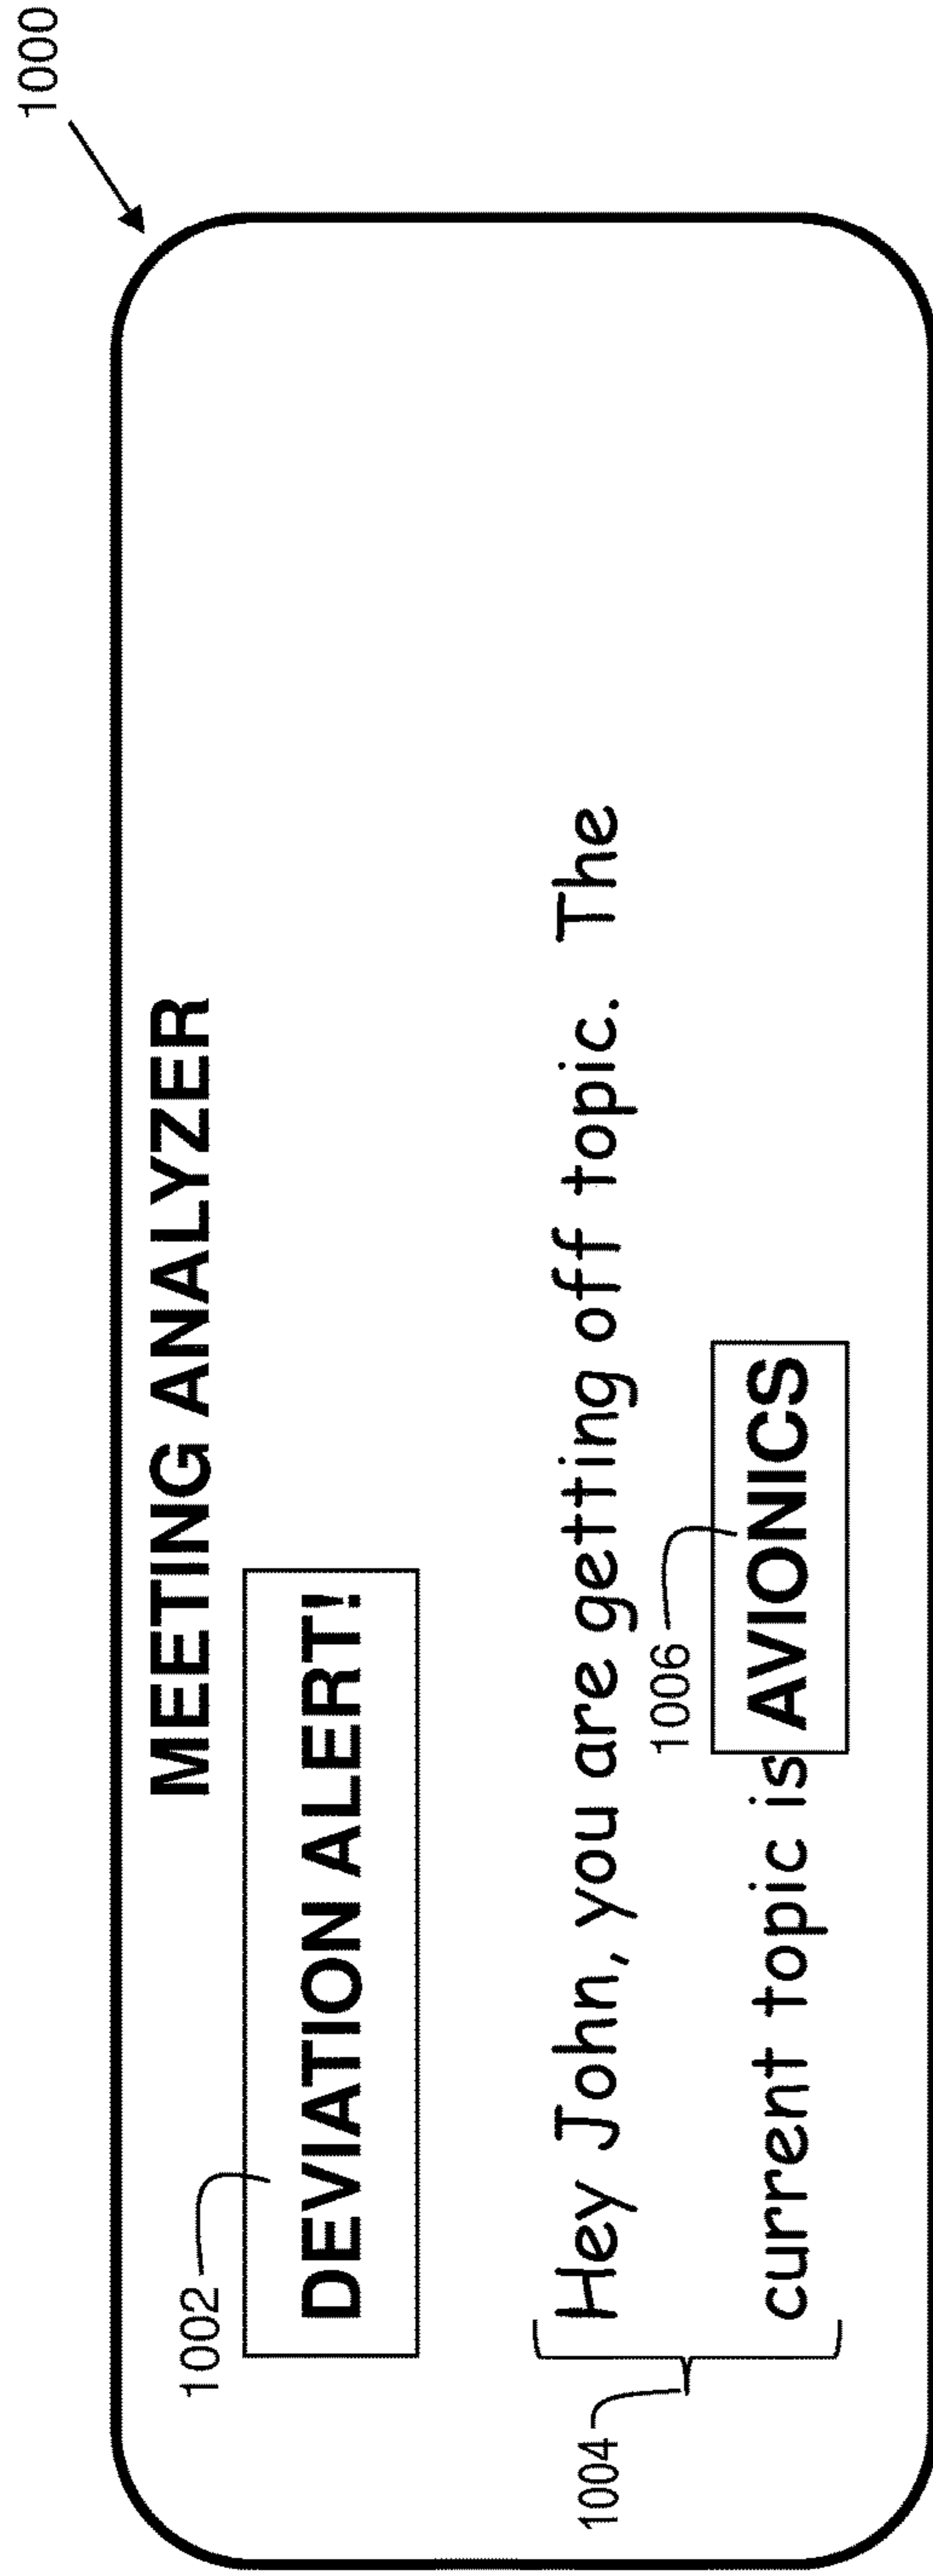 1000
MEETING ANALYZER
1002
DEVIATION ALERT!
1004
Hey John, you are getting off topic. The
1006
current topic is AVIONICS